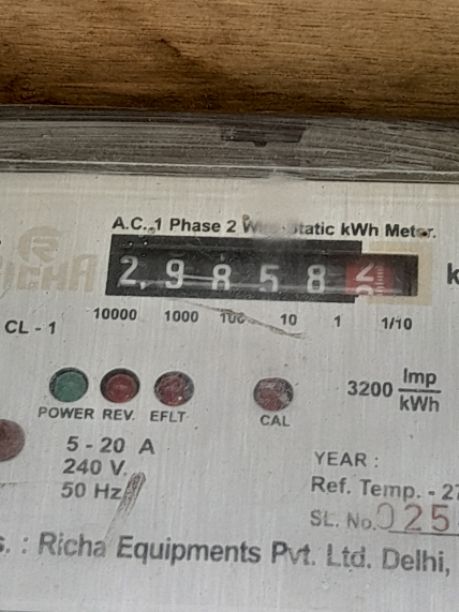 A.C. 1 Phase 2 Wire Static kWh Meter.
RICHA
2 9 8 5 8
k
CL - 1
10000 1000 100 10 1 1/10
3200 Imp
kWh
POWER REV. EFLT
CAL
5 - 20 A
240 V.
50 Hz
YEAR :
Ref. Temp. - 27
SL. No. 025
s. : Richa Equipments Pvt. Ltd. Delhi,